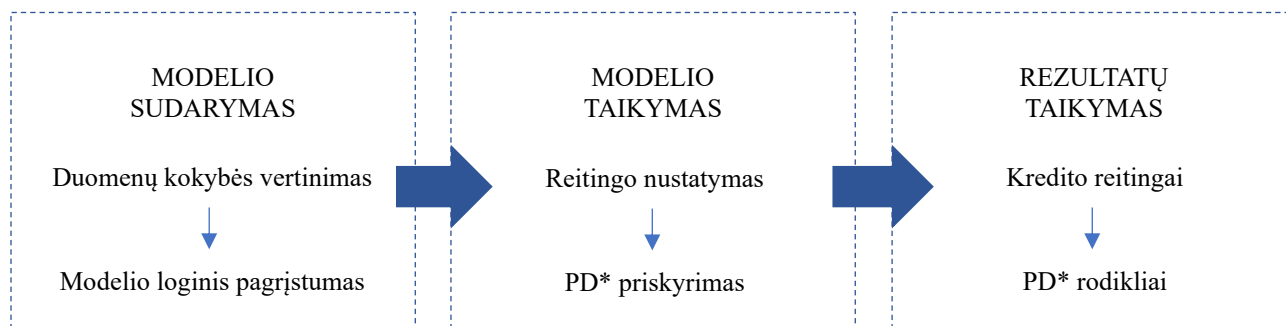 MODELIO
SUDARYMAS
Duomenų kokybės vertinimas
Modelio loginis pagrįstumas
MODELIO
TAIKYMAS
Reitingo nustatymas
PD* priskyrimas
REZULTATŲ
TAIKYMAS
Kredito reitingai
PD* rodikliai